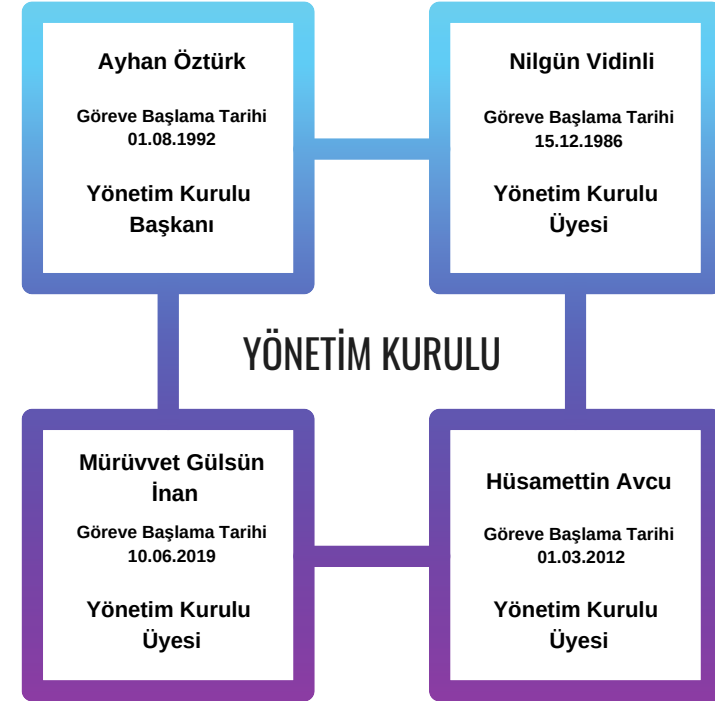 Ayhan Öztürk
Göreve Başlama Tarihi
01.08.1992
Yönetim Kurulu
Başkanı
Nilgün Vidinli
Göreve Başlama Tarihi
15.12.1986
Yönetim Kurulu
Üyesi
YÖNETİM KURULU
Mürüvvet Gülsün
İnan
Göreve Başlama Tarihi
10.06.2019
Yönetim Kurulu
Üyesi
Hüsamettin Avcu
Göreve Başlama Tarihi
01.03.2012
Yönetim Kurulu
Üyesi